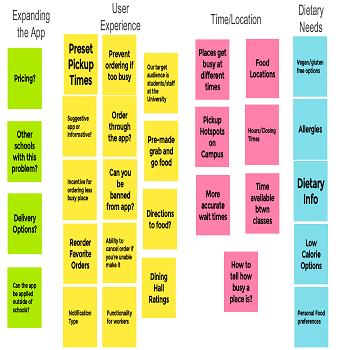 Expanding
the App
User
Experience
Time/Location
Dietary
Needs
Pricing?
Other
schools
with this
problem?
Delivery
Options?
Can the app
be applied
outside of
schools?
Preset
Pickup
Times
Suggestive
app or
informative?
Incentive for
ordering less
busy place
Reorder
Favorite
Orders
Notification
Type
Prevent
ordering if
too busy
Order
through
the app?
Can you
be banned
from app?
Ability to
cancel order if
you're unable
make it
Functionality
for workers
Our target
audience is
students/staff
at the
University
Pre-made
grab and
go food
Directions
to food?
Dining
Hall
Ratings
Places get
busy at
different
times
Pickup
Hotspots
on
Campus
More
accurate
wait times
Food
Locations
Hours/Closing
Times
Time
available
btwn
classes
How to
tell how
busy a
place is?
Vegan/gluten
free options
Allergies
Dietary
Info
Low
Calorie
Options
Personal Food
preferences